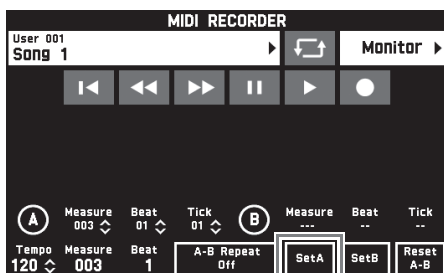 MIDI RECORDER
User 001
Song 1
Monitor
A Measure Beat Tick B Measure Beat Tick
003 01 01 --- -- --
Tempo Measure Beat A-B Repeat SetA SetB Reset
120 003 1 Off A-B